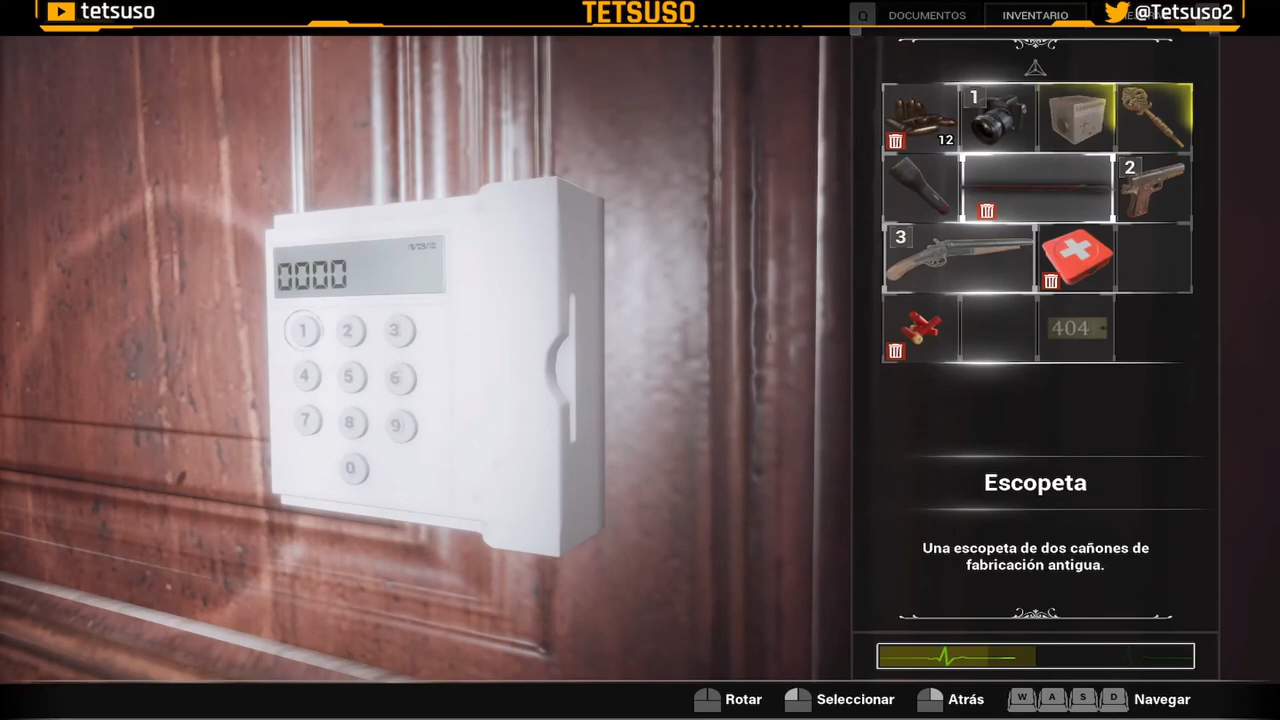 tetsuso
TETSUSO
@Tetsuso2
Q
DOCUMENTOS
INVENTARIO
12
1
2
3
404
0000
1 2 3
4 5 6
7 8 9
0
Escopeta
Una escopeta de dos cañones de
fabricación antigua.
Rotar
Seleccionar
Atrás
W A S D
Navegar